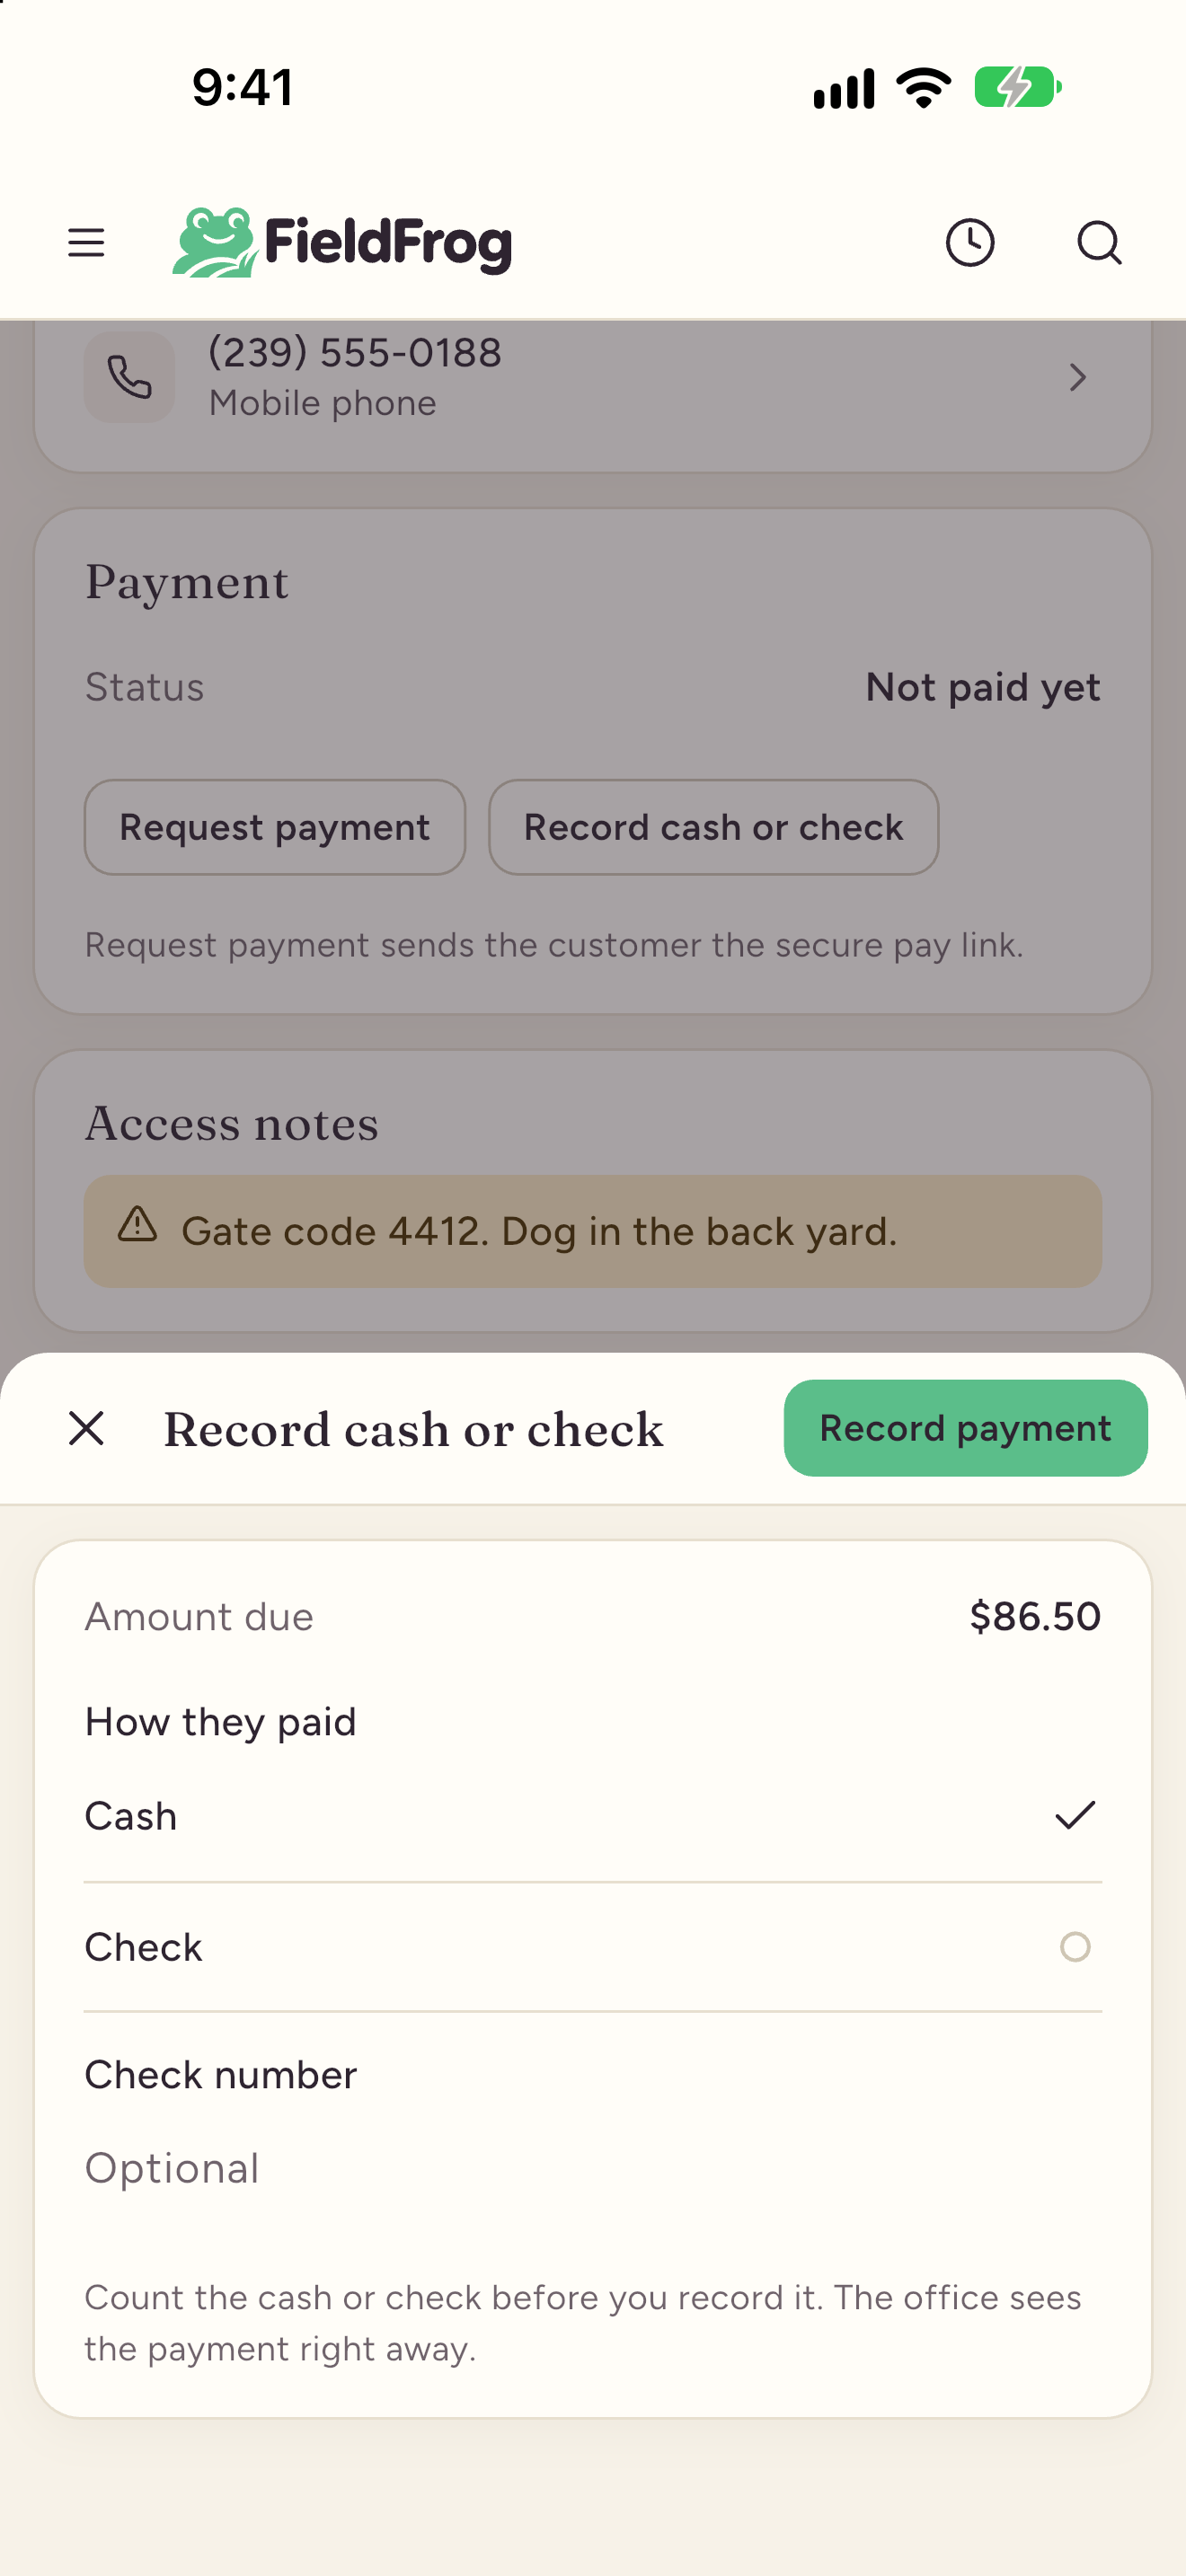 9:41
FieldFrog
(239) 555-0188
Mobile phone
Payment
Status
Not paid yet
Request payment
Record cash or check
Request payment sends the customer the secure pay link.
Access notes
Gate code 4412. Dog in the back yard.
Record cash or check
Record payment
Amount due
$86.50
How they paid
Cash
Check
Check number
Optional
Count the cash or check before you record it. The office sees
the payment right away.